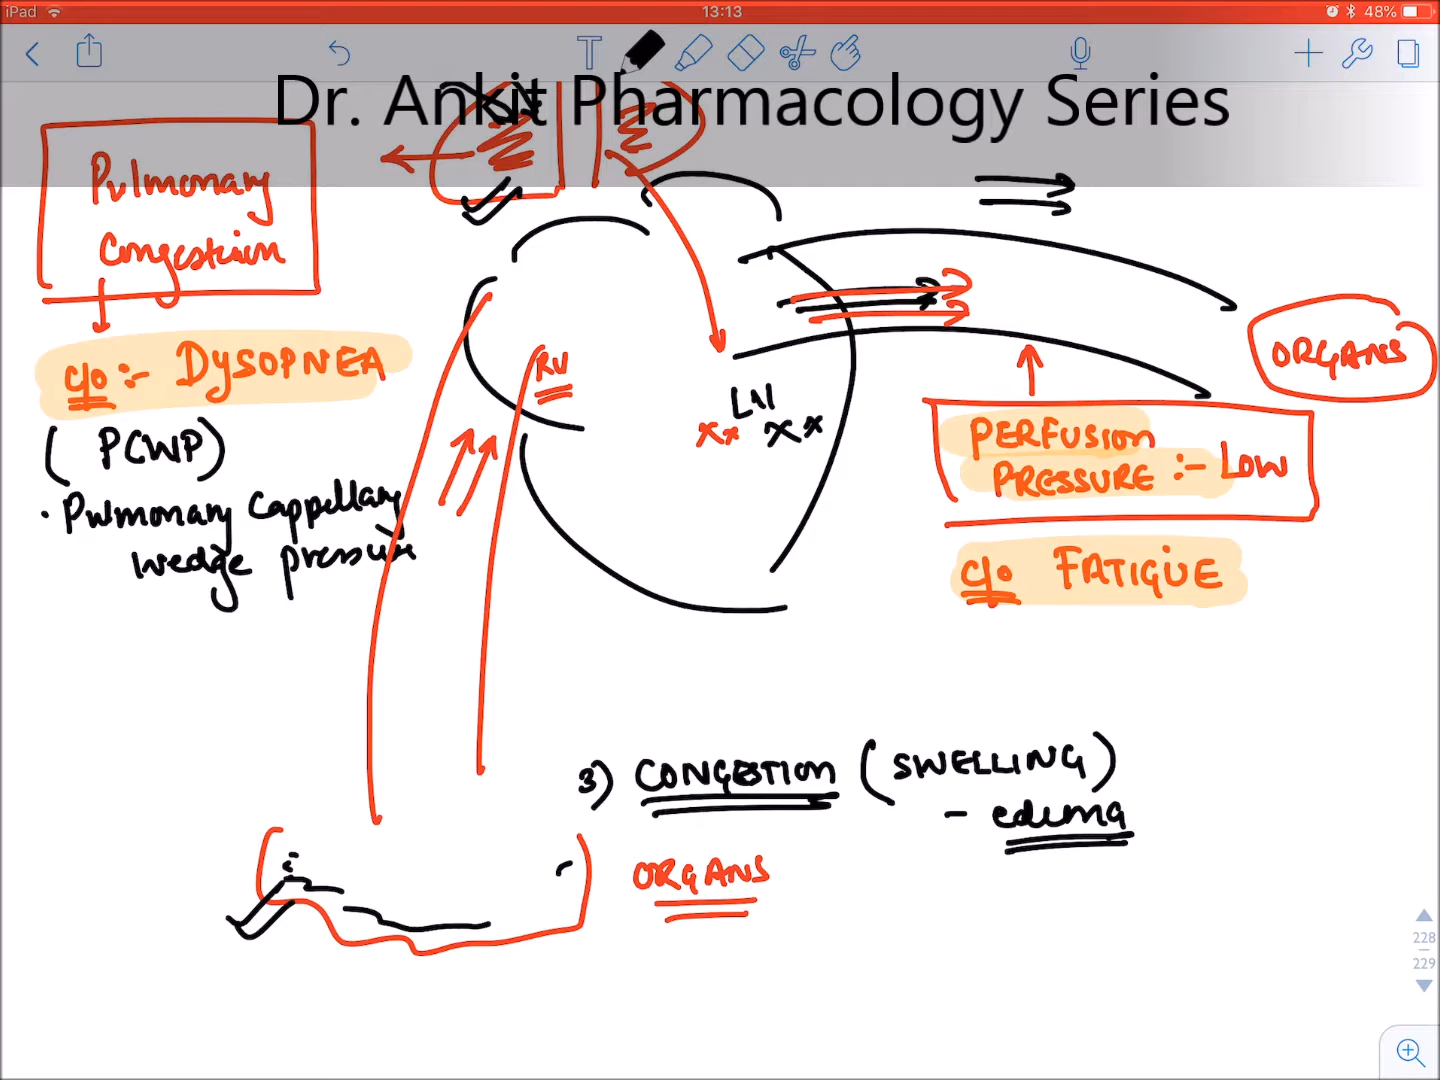 iPad
13:13
48%
Dr. Ankit Pharmacology Series
Pulmonary
Congestion
c/o :- DYSOPNEA
(PCWP)
· Pulmonary Cappellary
wedge pressure
RV
LV
ORGANS
PERFUSION
PRESSURE :- LOW
c/o FATIGUE
3) CONGESTION (SWELLING)
- edema
ORGANS
228
229